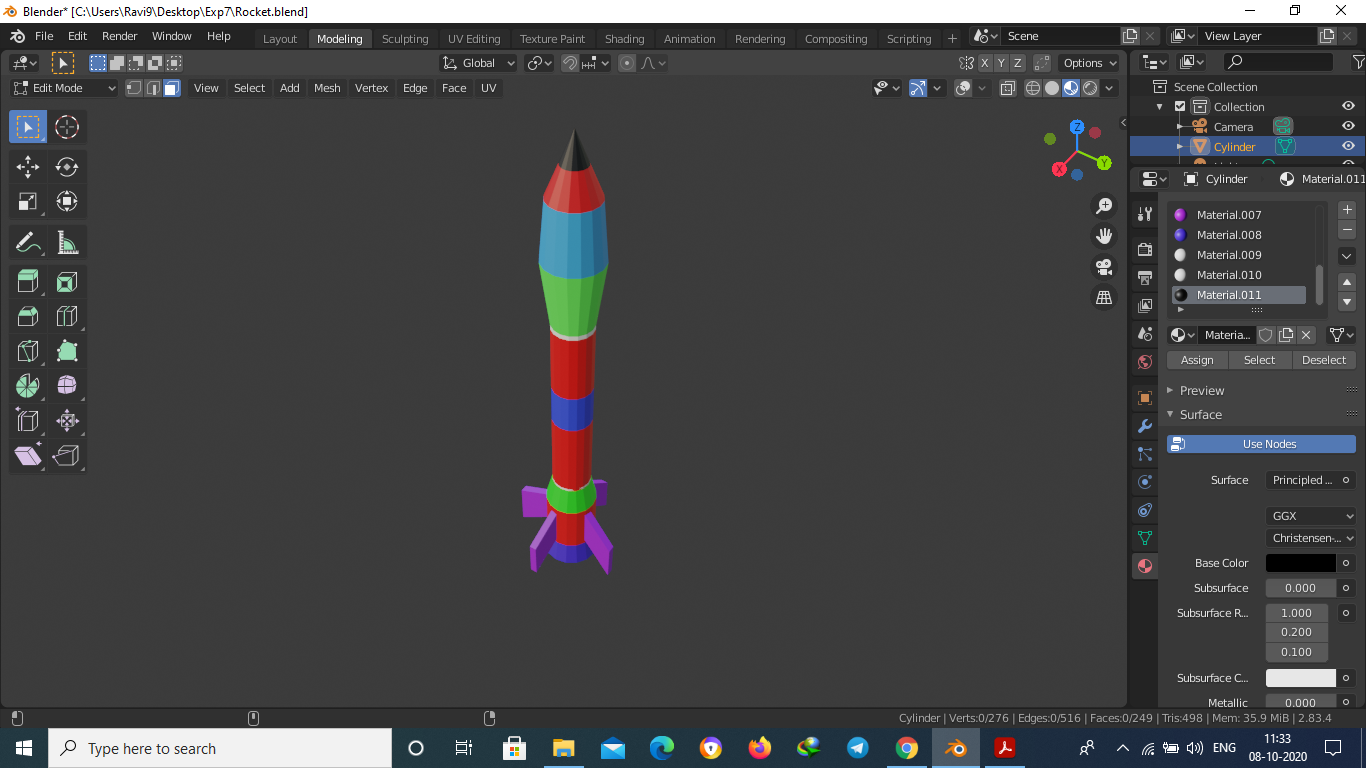 Blender* [C:\Users\Ravi9\Desktop\Exp7\Rocket.blend]
File Edit Render Window Help Layout Modeling Sculpting UV Editing Texture Paint Shading Animation Rendering Compositing Scripting + Scene View Layer
Global X Y Z Options
Edit Mode View Select Add Mesh Vertex Edge Face UV
Scene Collection
Collection
Camera
Cylinder
Z
Y
X
Cylinder Material.011
Material.007
Material.008
Material.009
Material.010
Material.011
Materia...
Assign Select Deselect
Preview
Surface
Use Nodes
Surface Principled ...
GGX
Christensen-...
Base Color
Subsurface 0.000
Subsurface R... 1.000
0.200
0.100
Subsurface C...
Metallic 0.000
Cylinder | Verts:0/276 | Edges:0/516 | Faces:0/249 | Tris:498 | Mem: 35.9 MiB | 2.83.4
Type here to search
ENG
11:33
08-10-2020